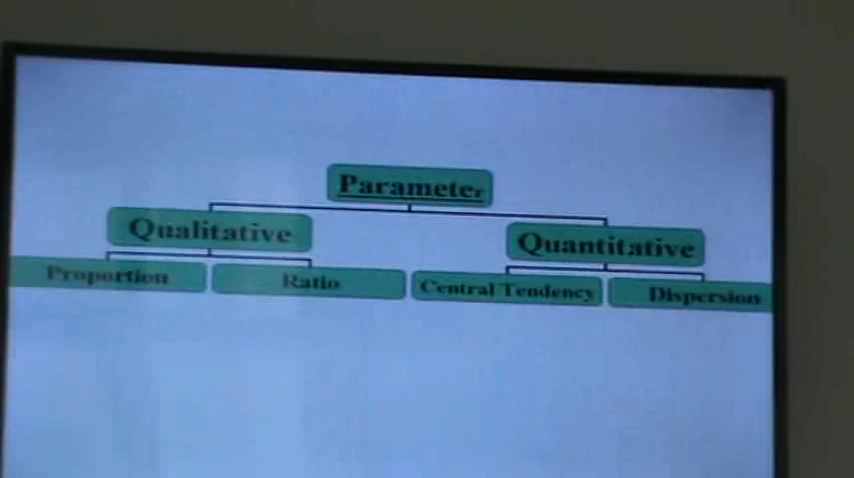 Parameter
Qualitative
Quantitative
Proportion
Ratio
Central Tendency
Dispersion